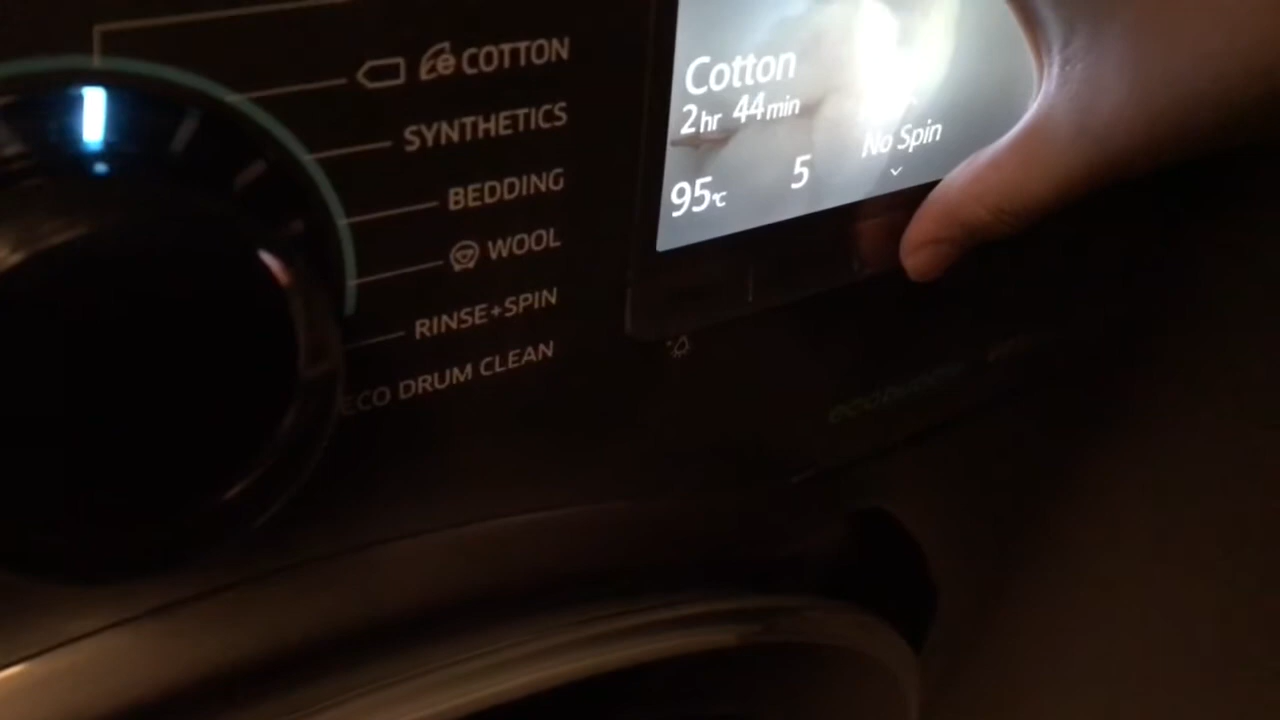 COTTON
SYNTHETICS
BEDDING
WOOL
RINSE+SPIN
ECO DRUM CLEAN
Cotton
2hr 44min
No Spin
95°C
5